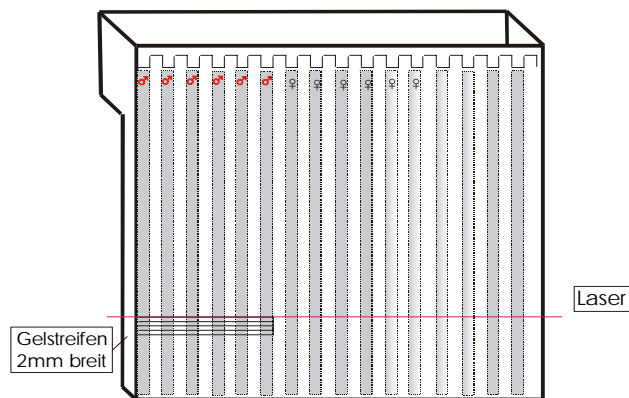 ♂ ♂ ♂ ♂ ♂ ♂ ♀ ♀ ♀ ♀ ♀ ♀
Laser
Gelstreifen
2mm breit